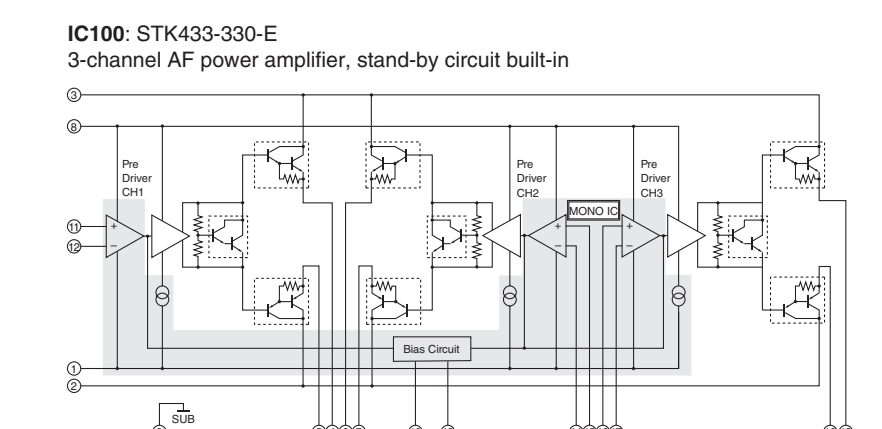 IC100: STK433-330-E
3-channel AF power amplifier, stand-by circuit built-in
3
8
Pre
Driver
CH1
Pre
Driver
CH2
Pre
Driver
CH3
MONO IC
11
12
+
−
+
−
+
−
Bias Circuit
1
2
SUB